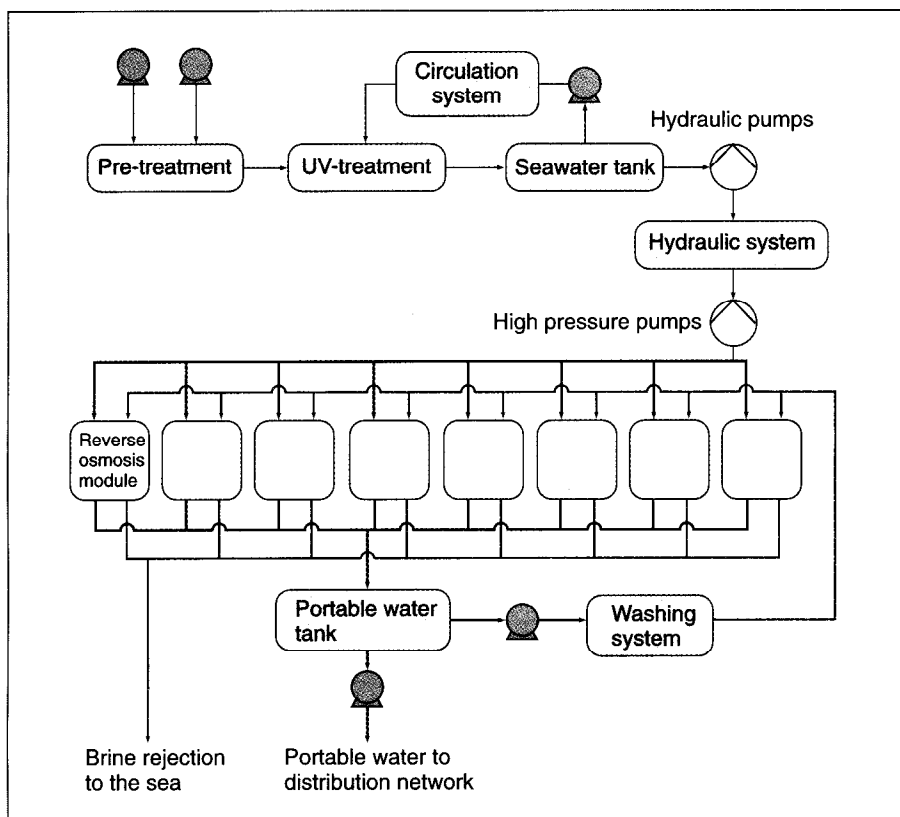 Circulation
system
Hydraulic pumps
Pre-treatment
UV-treatment
Seawater tank
Hydraulic system
High pressure pumps
Reverse
osmosis
module
Portable water
tank
Washing
system
Brine rejection
to the sea
Portable water to
distribution network